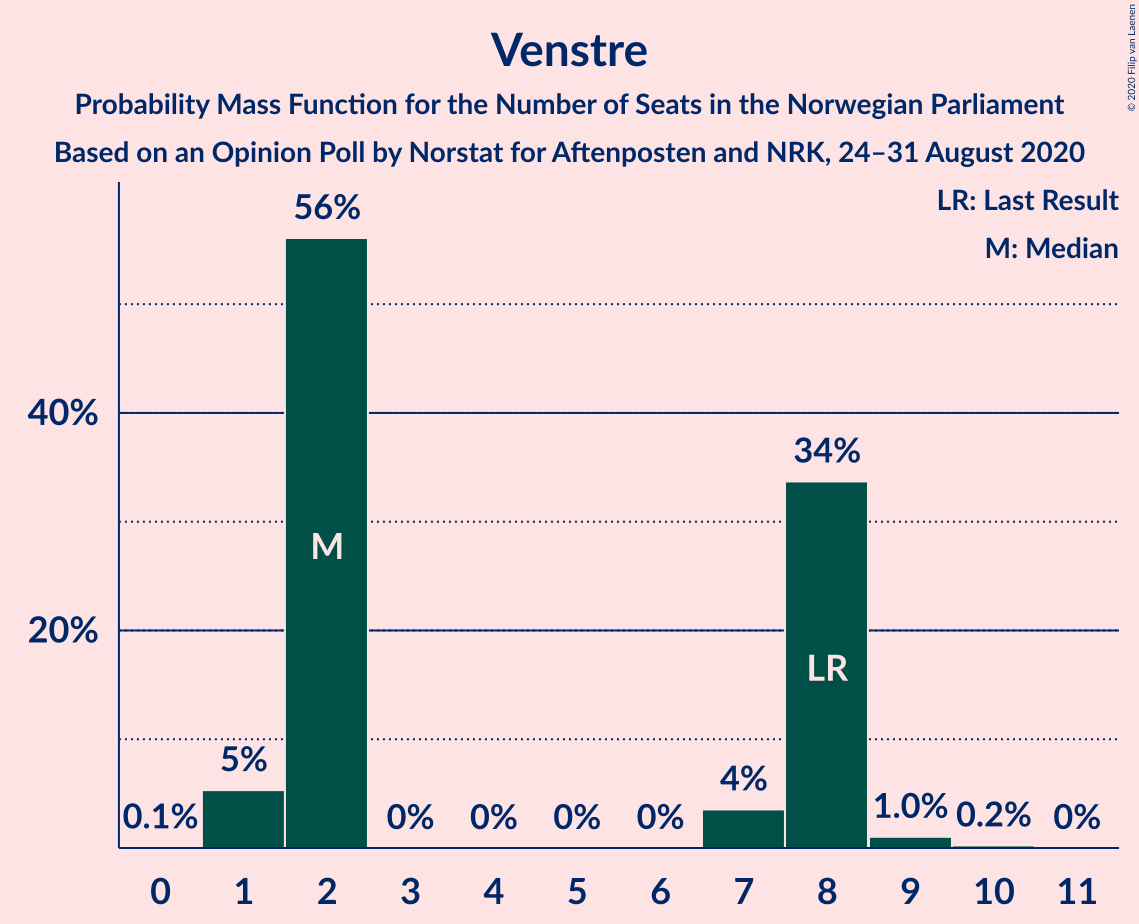 Venstre
Probability Mass Function for the Number of Seats in the Norwegian Parliament
Based on an Opinion Poll by Norstat for Aftenposten and NRK, 24–31 August 2020
© 2020 Filip van Laenen
LR: Last Result
M: Median
56%
40%
34%
M
20%
LR
5%
4%
0.1%
0%
0%
0%
0%
1.0%
0.2%
0%
0 1 2 3 4 5 6 7 8 9 10 11